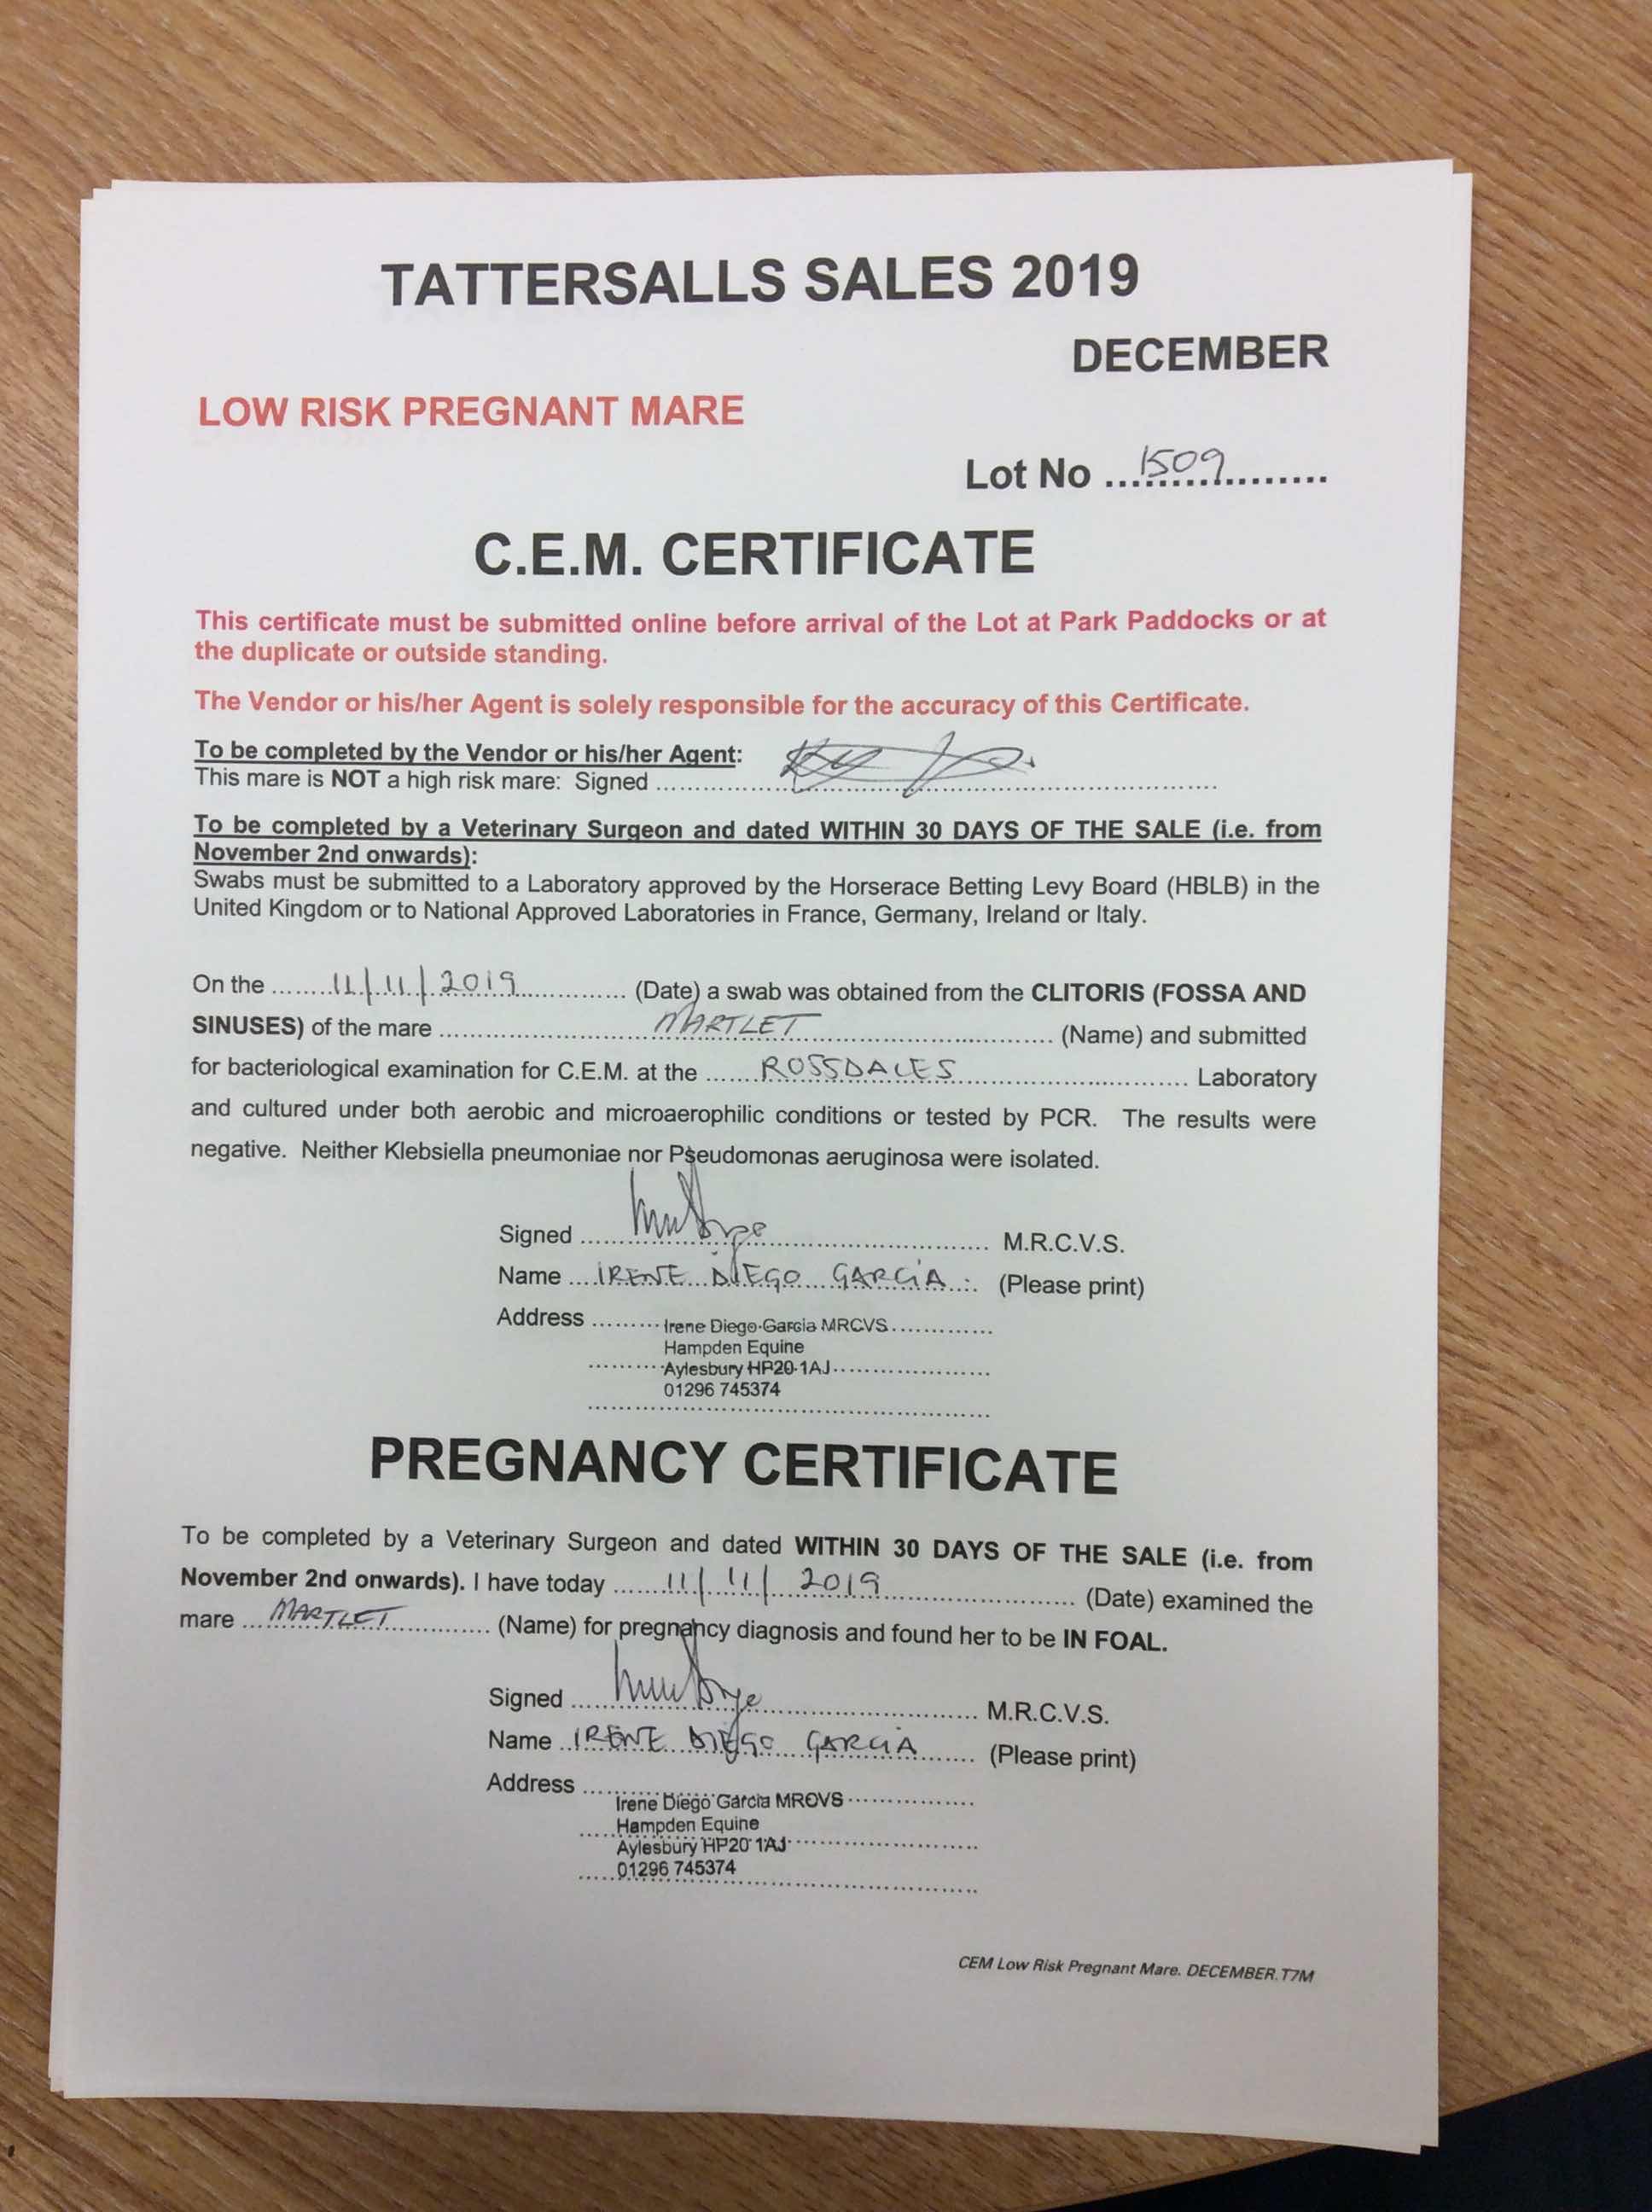 TATTERSALLS SALES 2019
DECEMBER
LOW RISK PREGNANT MARE
Lot No ...1509...
C.E.M. CERTIFICATE
This certificate must be submitted online before arrival of the Lot at Park Paddocks or at
the duplicate or outside standing.
The Vendor or his/her Agent is solely responsible for the accuracy of this Certificate.
To be completed by the Vendor or his/her Agent:
This mare is NOT a high risk mare: Signed ......
To be completed by a Veterinary Surgeon and dated WITHIN 30 DAYS OF THE SALE (i.e. from
November 2nd onwards):
Swabs must be submitted to a Laboratory approved by the Horserace Betting Levy Board (HBLB) in the
United Kingdom or to National Approved Laboratories in France, Germany, Ireland or Italy.
On the ...11/11/2019... (Date) a swab was obtained from the CLITORIS (FOSSA AND
SINUSES) of the mare ...MARTLET... (Name) and submitted
for bacteriological examination for C.E.M. at the ...ROSSDALES... Laboratory
and cultured under both aerobic and microaerophilic conditions or tested by PCR. The results were
negative. Neither Klebsiella pneumoniae nor Pseudomonas aeruginosa were isolated.
Signed ...... M.R.C.V.S.
Name ...IRENE DIEGO GARCIA... (Please print)
Address ...Irene Diego-Garcia MRCVS...
Hampden Equine
Aylesbury HP20 1AJ
01296 745374
PREGNANCY CERTIFICATE
To be completed by a Veterinary Surgeon and dated WITHIN 30 DAYS OF THE SALE (i.e. from
November 2nd onwards). I have today ...11/11/2019... (Date) examined the
mare ...MARTLET... (Name) for pregnancy diagnosis and found her to be IN FOAL.
Signed ...... M.R.C.V.S.
Name ...IRENE DIEGO GARCIA... (Please print)
Address ......
Irene Diego Garcia MRCVS
Hampden Equine
Aylesbury HP20 1AJ
01296 745374
CEM Low Risk Pregnant Mare. DECEMBER. T7M